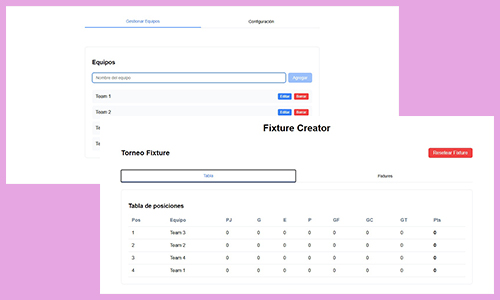 Gestionar Equipos
Configuración
Equipos
Nombre del equipo
Agregar
Team 1
Editar Borrar
Team 2
Editar Borrar
Fixture Creator
Torneo Fixture
Resetear Fixture
Tabla
Fixtures
Tabla de posiciones
Pos Equipo PJ G E P GF GC GT Pts
1 Team 3 0 0 0 0 0 0 0 0
2 Team 2 0 0 0 0 0 0 0 0
3 Team 4 0 0 0 0 0 0 0 0
4 Team 1 0 0 0 0 0 0 0 0